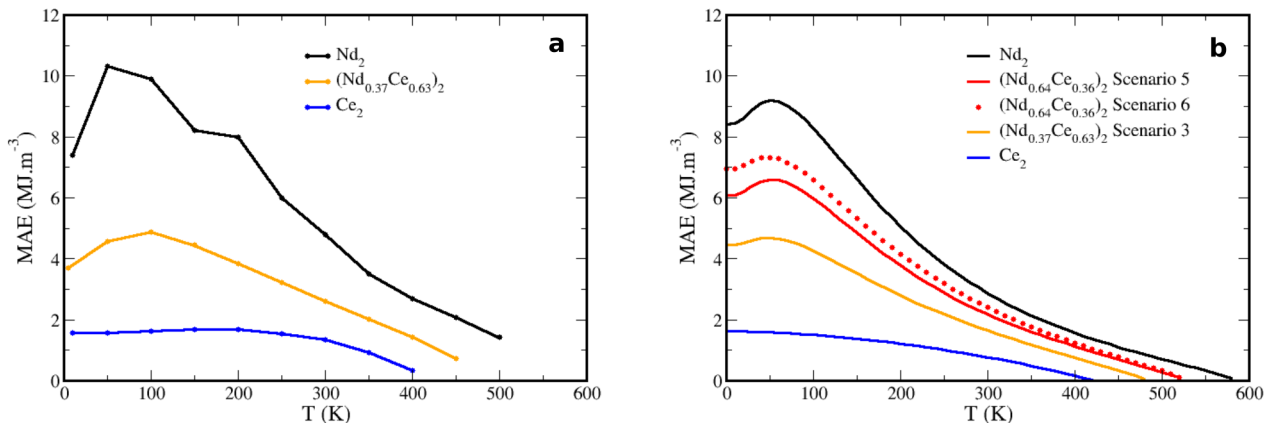 12
10
8
6
4
2
0
MAE (MJ.m⁻³)
0 100 200 300 400 500 600
T (K)
a
Nd₂
(Nd₀.₃₇Ce₀.₆₃)₂
Ce₂
12
10
8
6
4
2
0
MAE (MJ.m⁻³)
0 100 200 300 400 500 600
T (K)
b
Nd₂
(Nd₀.₆₄Ce₀.₃₆)₂ Scenario 5
(Nd₀.₆₄Ce₀.₃₆)₂ Scenario 6
(Nd₀.₃₇Ce₀.₆₃)₂ Scenario 3
Ce₂